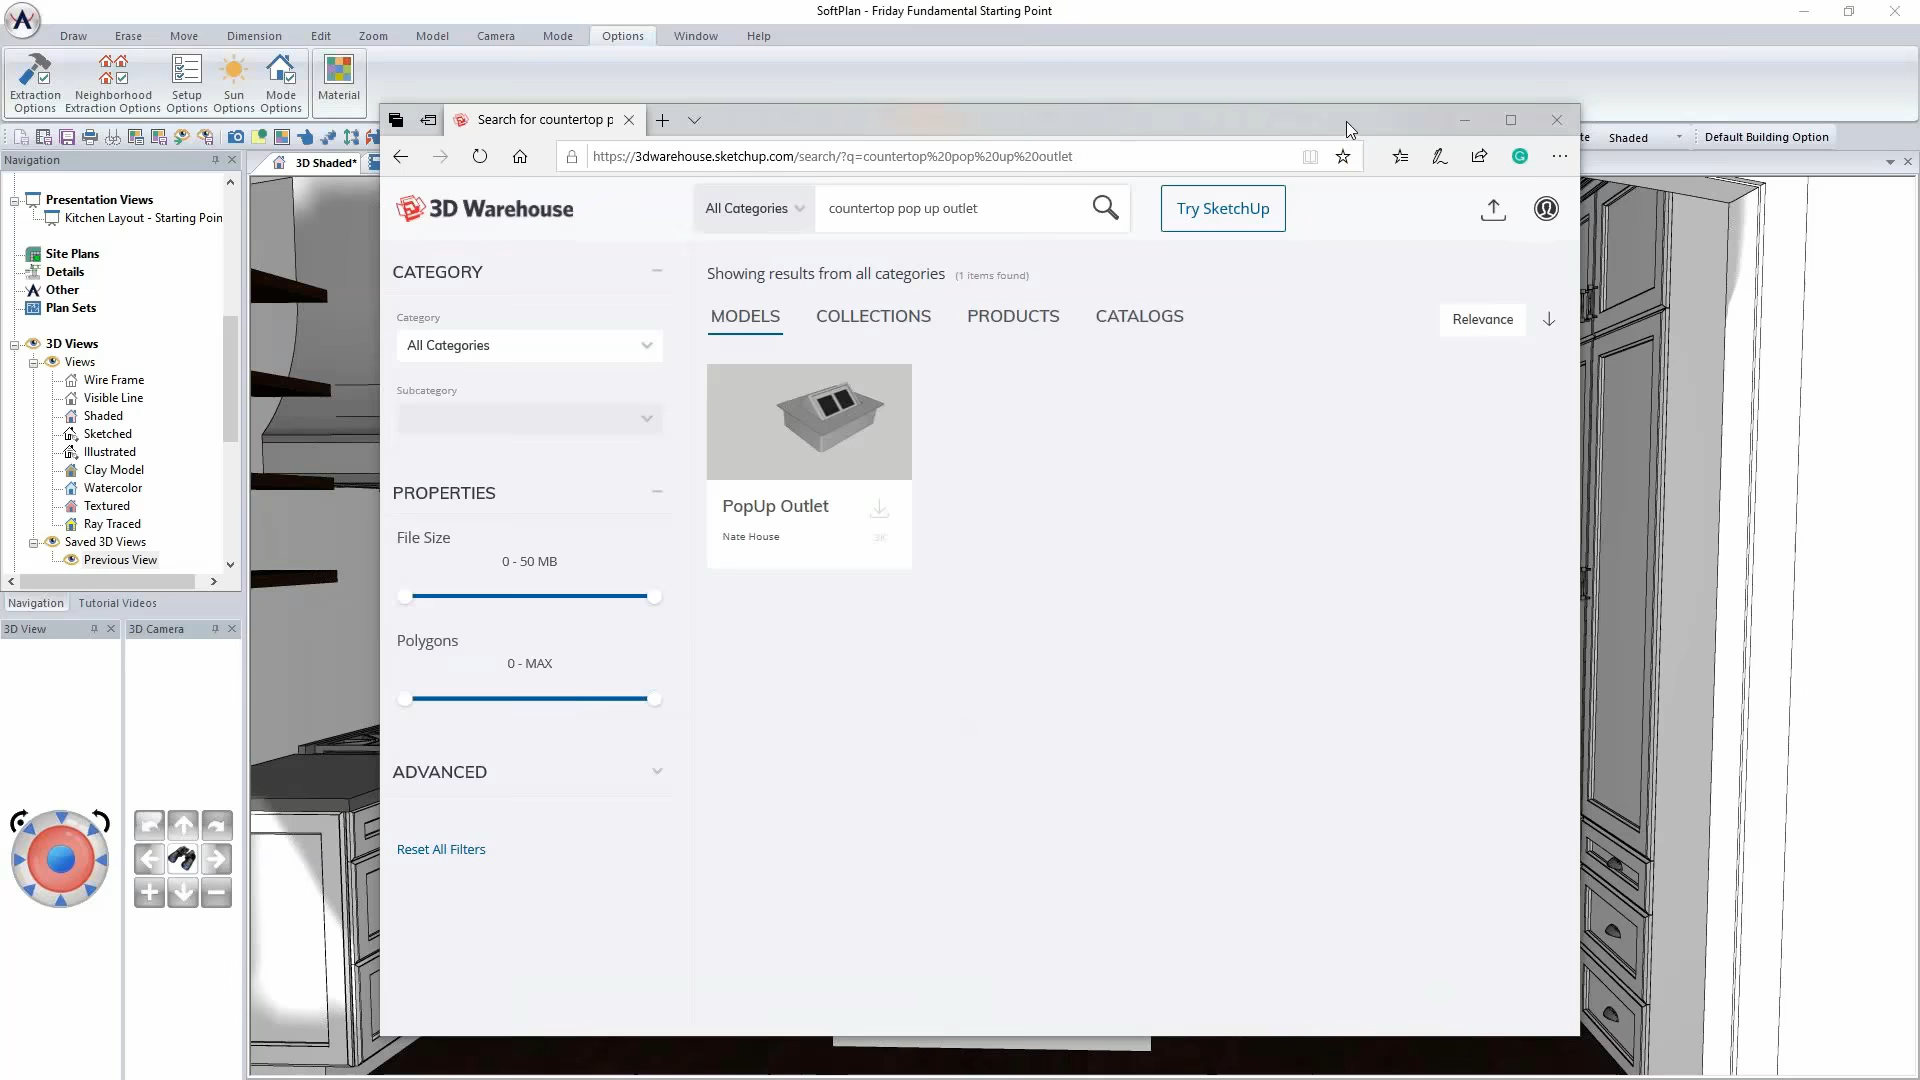 SoftPlan - Friday Fundamental Starting Point
Draw Erase Move Dimension Edit Zoom Model Camera Mode Options Window Help
Extraction Options
Neighborhood Extraction Options
Setup Options
Sun Options
Mode Options
Material
Search for countertop p
Shaded
Default Building Option
Navigation
3D Shaded*
https://3dwarehouse.sketchup.com/search/?q=countertop%20pop%20up%20outlet
Presentation Views
Kitchen Layout - Starting Poin
Site Plans
Details
Other
Plan Sets
3D Views
Views
Wire Frame
Visible Line
Shaded
Sketched
Illustrated
Clay Model
Watercolor
Textured
Ray Traced
Saved 3D Views
Previous View
Navigation Tutorial Videos
3D View
3D Camera
3D Warehouse
All Categories
countertop pop up outlet
Try SketchUp
CATEGORY
Category
All Categories
Subcategory
PROPERTIES
File Size
0 - 50 MB
Polygons
0 - MAX
ADVANCED
Reset All Filters
Showing results from all categories (1 items found)
MODELS COLLECTIONS PRODUCTS CATALOGS
Relevance
PopUp Outlet
Nate House
3K